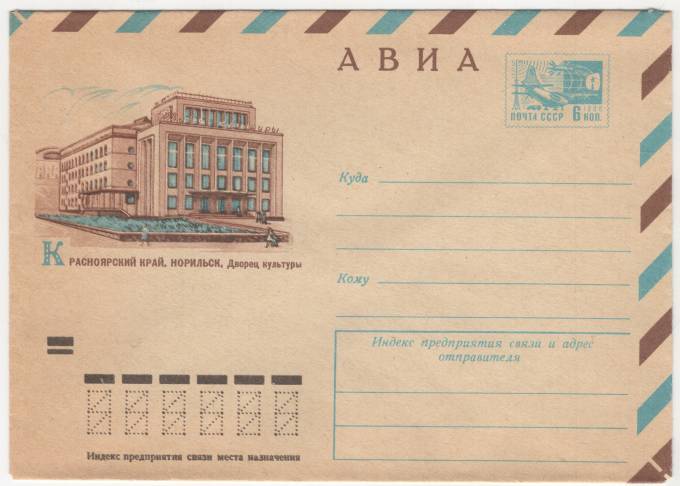 АВИА
1966
ПОЧТА СССР 6 КОП.
КРАСНОЯРСКИЙ КРАЙ. НОРИЛЬСК. Дворец культуры
Куда
Кому
Индекс предприятия связи и адрес
отправителя
Индекс предприятия связи места назначения